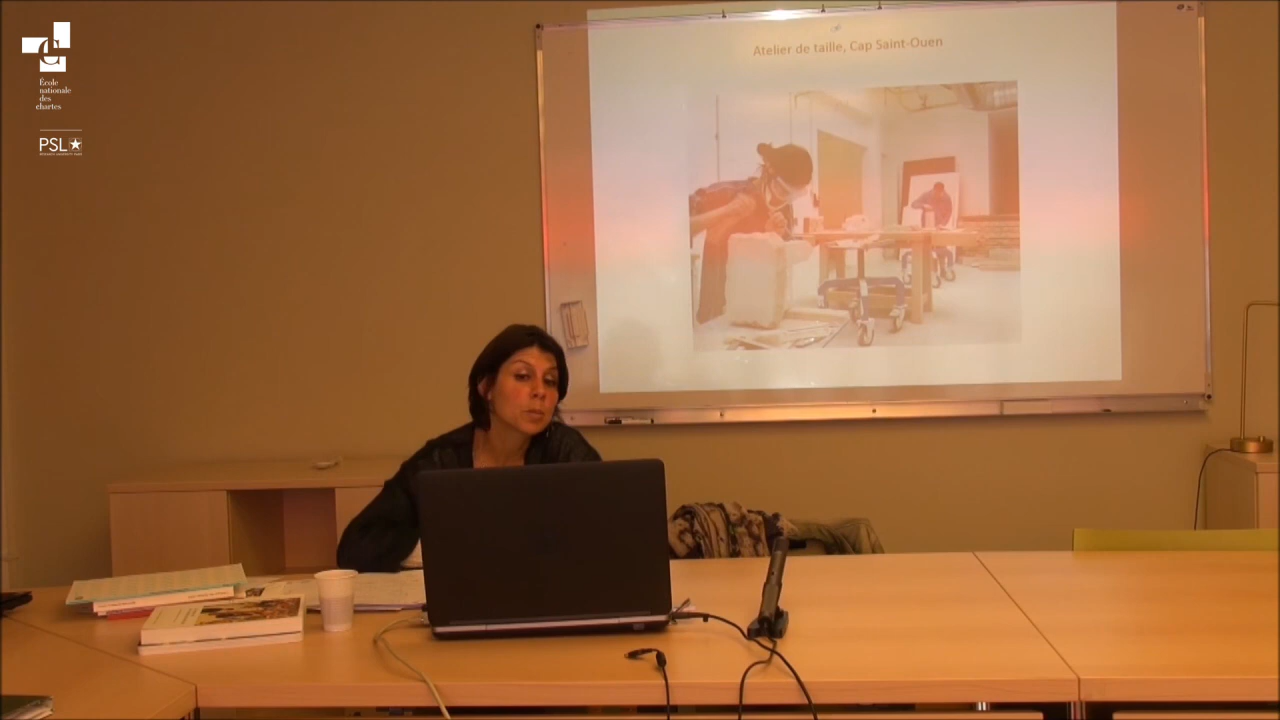 École
nationale
des
chartes
PSL
Atelier de taille, Cap Saint-Ouen